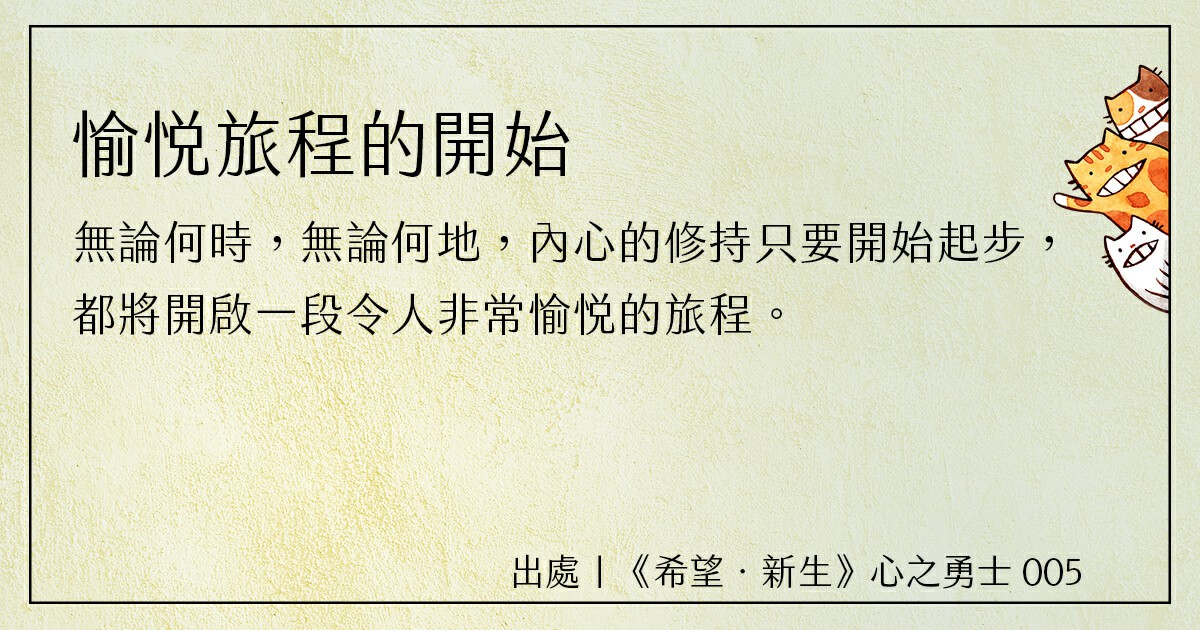 愉悅旅程的開始
無論何時，無論何地，內心的修持只要開始起步，
都將開啟一段令人非常愉悅的旅程。
出處丨《希望．新生》心之勇士 005